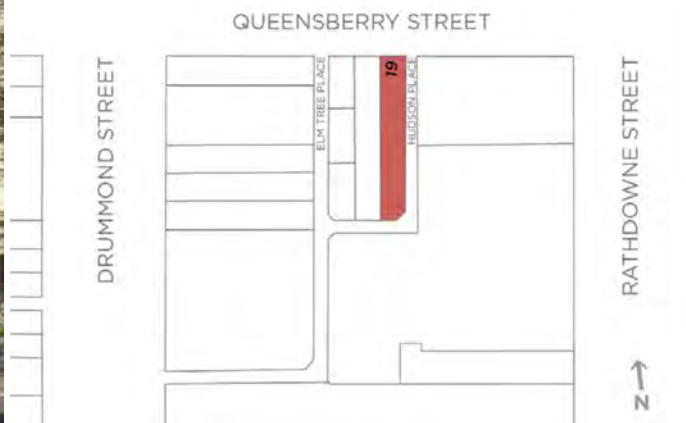 QUEENSBERRY STREET
DRUMMOND STREET
ELM TREE PLACE
19
HUDSON PLACE
RATHDOWNE STREET
N